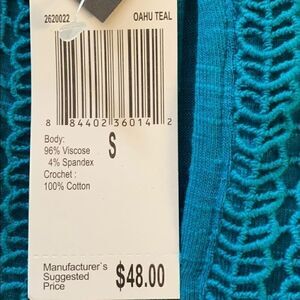 2620022 OAHU TEAL
8 84402 36014 2
Body:
96% Viscose S
4% Spandex
Crochet :
100% Cotton
Manufacturer's
Suggested
Price $48.00